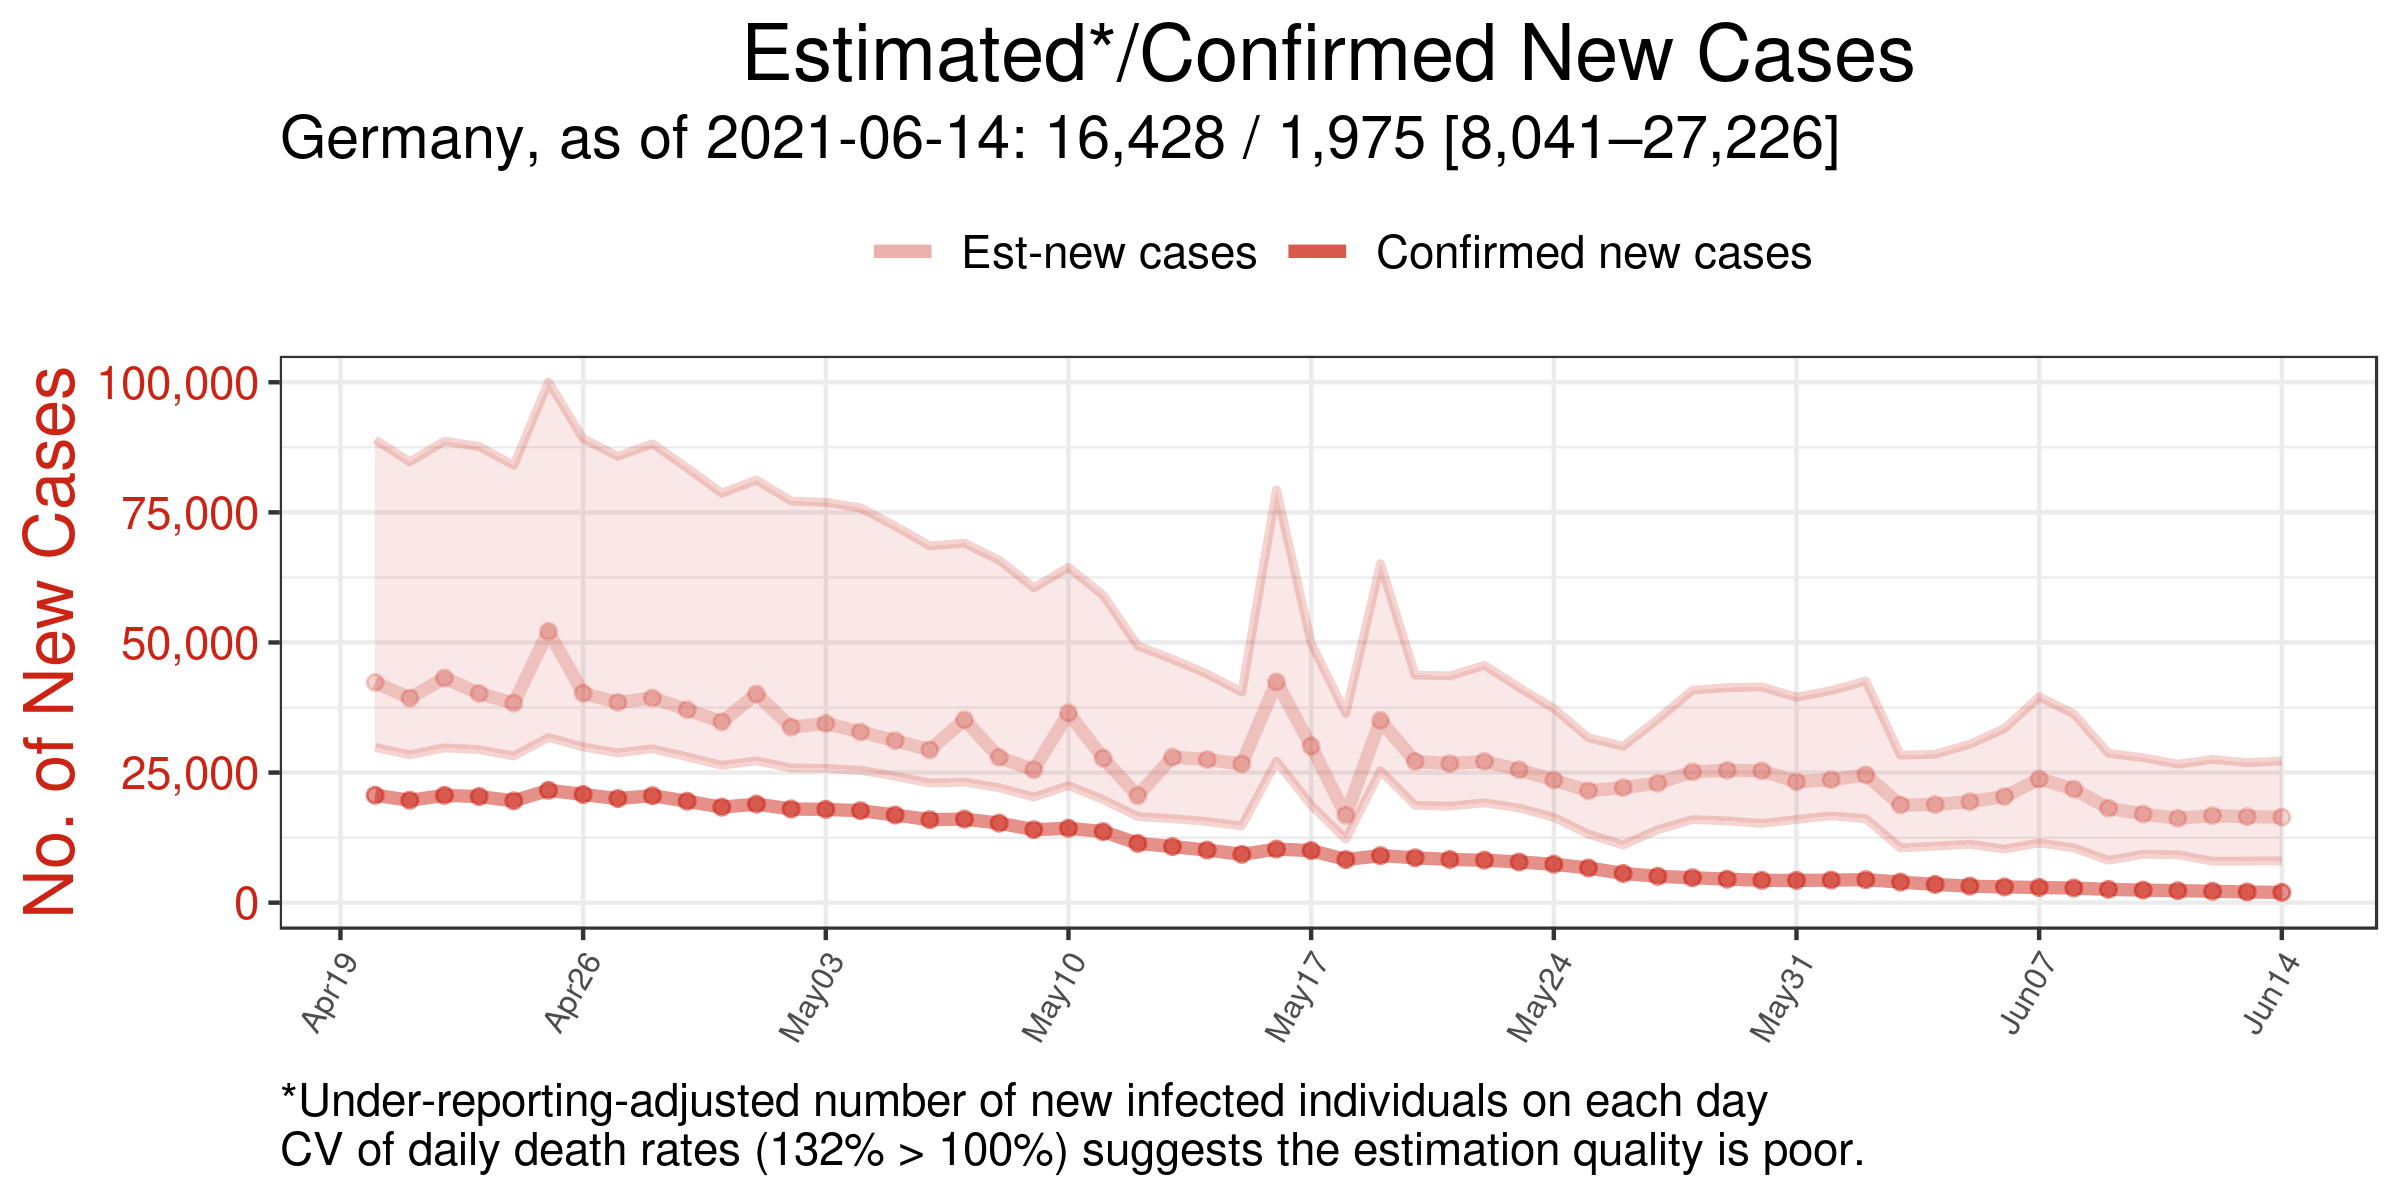 Estimated*/Confirmed New Cases
Germany, as of 2021-06-14: 16,428 / 1,975 [8,041–27,226]
Est-new cases Confirmed new cases
No. of New Cases
100,000
75,000
50,000
25,000
0
Apr19 Apr26 May03 May10 May17 May24 May31 Jun07 Jun14
*Under-reporting-adjusted number of new infected individuals on each day
CV of daily death rates (132% > 100%) suggests the estimation quality is poor.